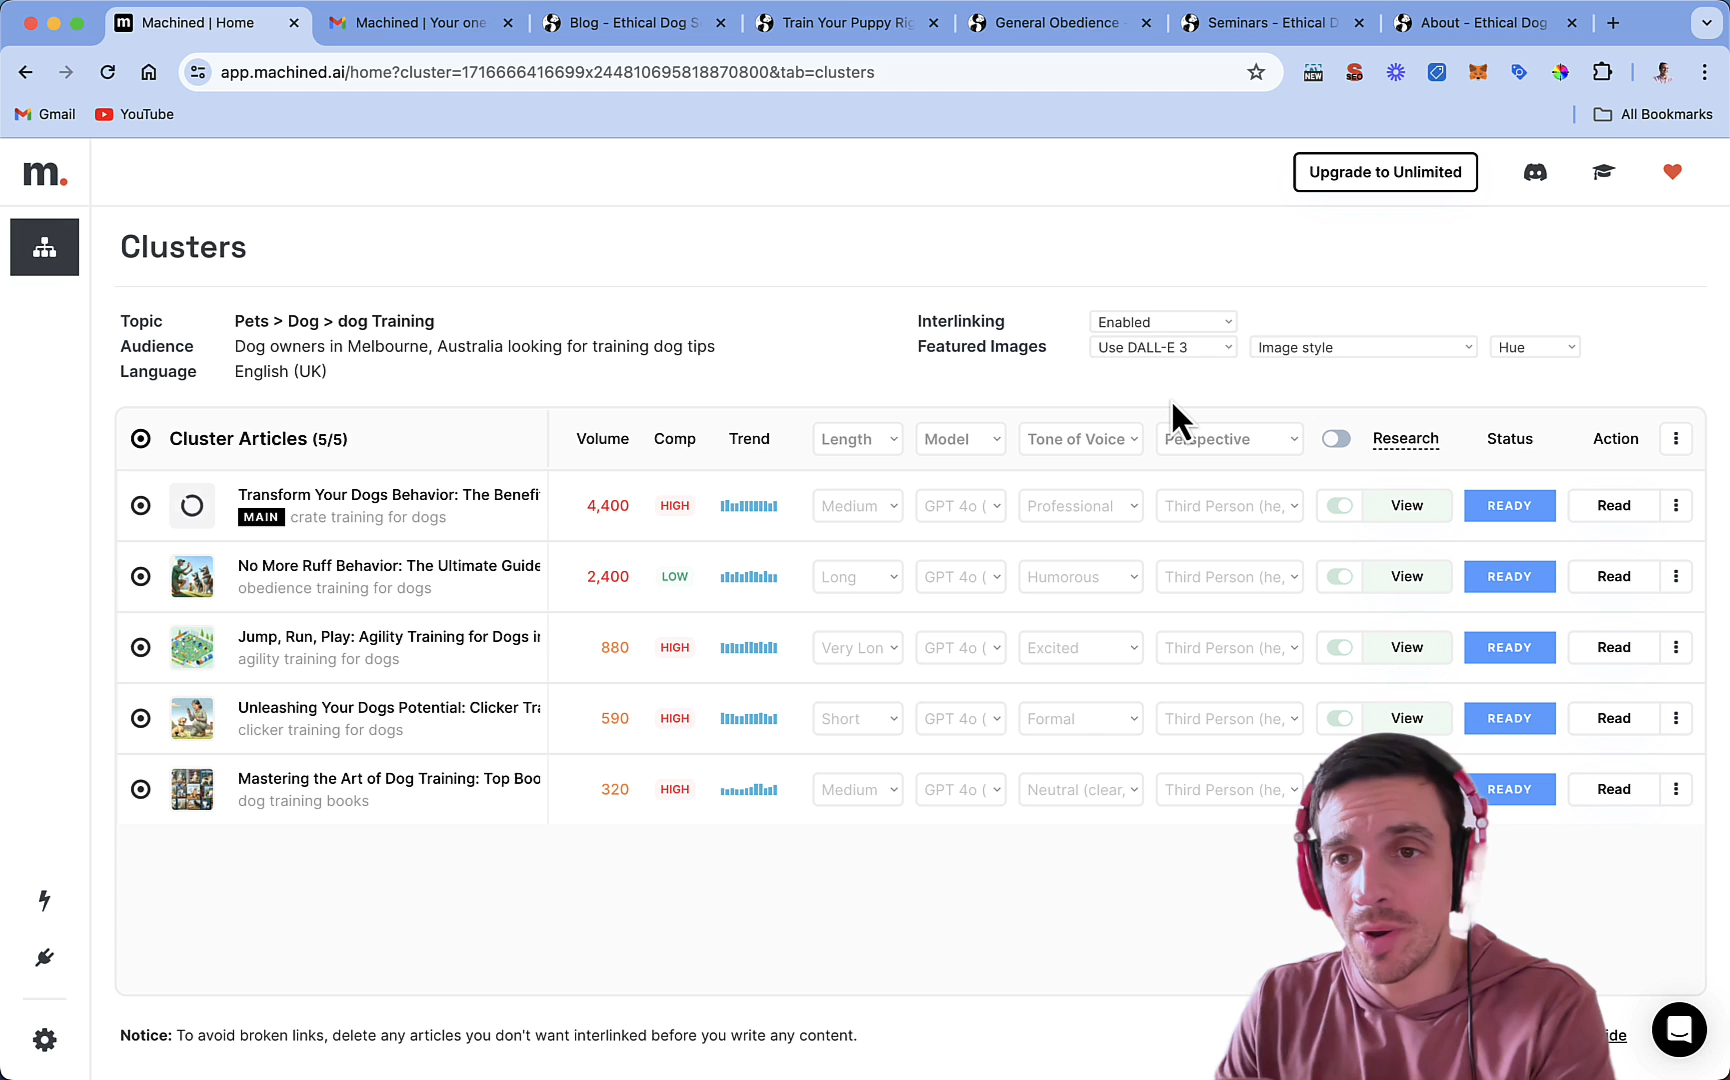 Machined | Home
Machined | Your one
Blog - Ethical Dog S
Train Your Puppy Rig
General Obedience -
Seminars - Ethical D
About - Ethical Dog
app.machined.ai/home?cluster=1716666416699x244810695818870800&tab=clusters
NEW
SEO
Gmail
YouTube
All Bookmarks
m.
Upgrade to Unlimited
Clusters
Topic
Pets > Dog > dog Training
Audience
Dog owners in Melbourne, Australia looking for training dog tips
Language
English (UK)
Interlinking
Enabled
Featured Images
Use DALL-E 3
Image style
Hue
Cluster Articles (5/5)
Volume
Comp
Trend
Length
Model
Tone of Voice
Perspective
Research
Status
Action
Transform Your Dogs Behavior: The Benefi
MAIN crate training for dogs
4,400
HIGH
Medium
GPT 4o (
Professional
Third Person (he,
View
READY
Read
No More Ruff Behavior: The Ultimate Guide
obedience training for dogs
2,400
LOW
Long
GPT 4o (
Humorous
Third Person (he,
View
READY
Read
Jump, Run, Play: Agility Training for Dogs in
agility training for dogs
880
HIGH
Very Lon
GPT 4o (
Excited
Third Person (he,
View
READY
Read
Unleashing Your Dogs Potential: Clicker Tra
clicker training for dogs
590
HIGH
Short
GPT 4o (
Formal
Third Person (he,
View
READY
Read
Mastering the Art of Dog Training: Top Boo
dog training books
320
HIGH
Medium
GPT 4o (
Neutral (clear,
Third Person (he,
READY
Read
Notice: To avoid broken links, delete any articles you don't want interlinked before you write any content.
ide